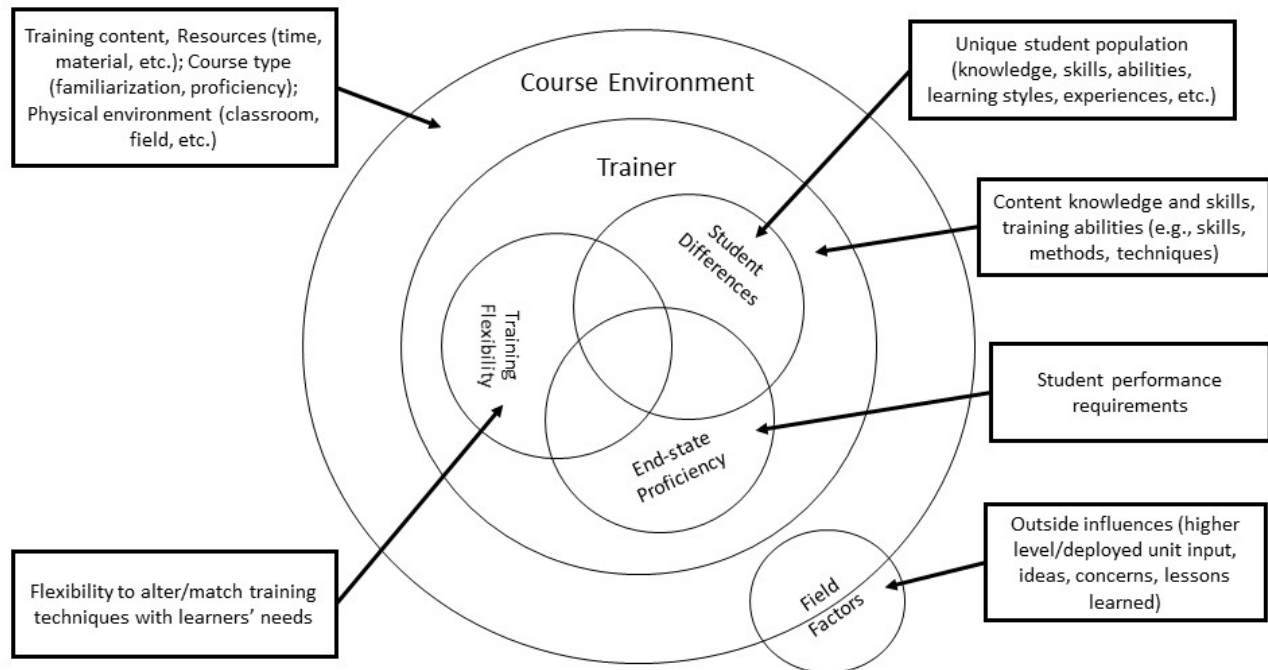 Training content, Resources (time,
material, etc.); Course type
(familiarization, proficiency);
Physical environment (classroom,
field, etc.)
Course Environment
Unique student population
(knowledge, skills, abilities,
learning styles, experiences, etc.)
Trainer
Student
Differences
Content knowledge and skills,
training abilities (e.g., skills,
methods, techniques)
Training
Flexibility
Student performance
requirements
End-state
Proficiency
Flexibility to alter/match training
techniques with learners’ needs
Field
Factors
Outside influences (higher
level/deployed unit input,
ideas, concerns, lessons
learned)